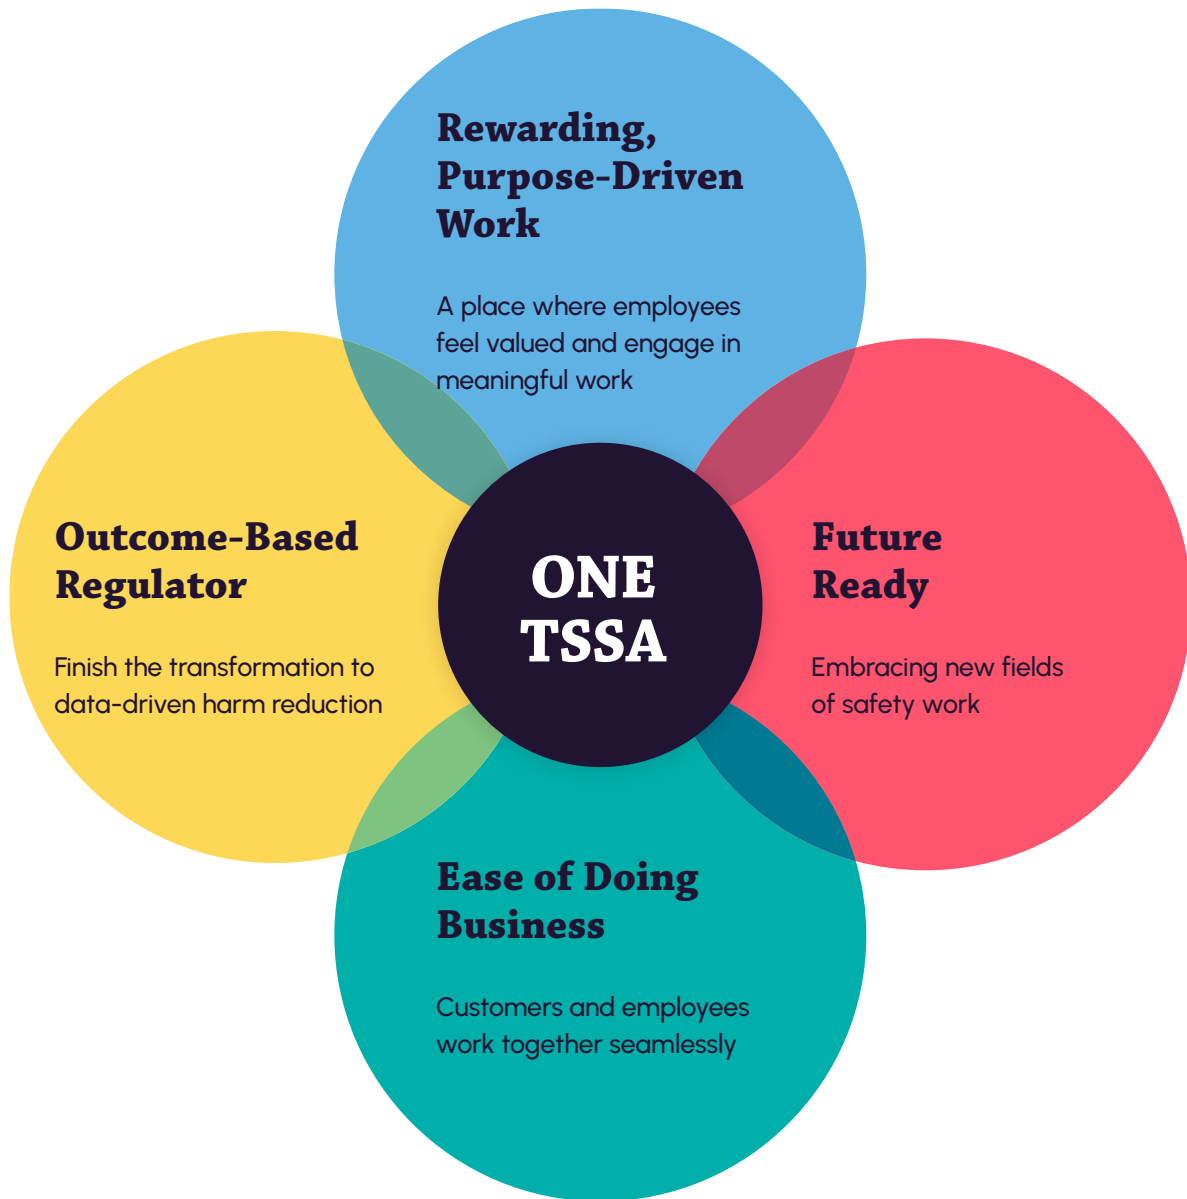 Rewarding,
Purpose-Driven
Work
A place where employees
feel valued and engage in
meaningful work
Outcome-Based
Regulator
Finish the transformation to
data-driven harm reduction
ONE
TSSA
Future
Ready
Embracing new fields
of safety work
Ease of Doing
Business
Customers and employees
work together seamlessly